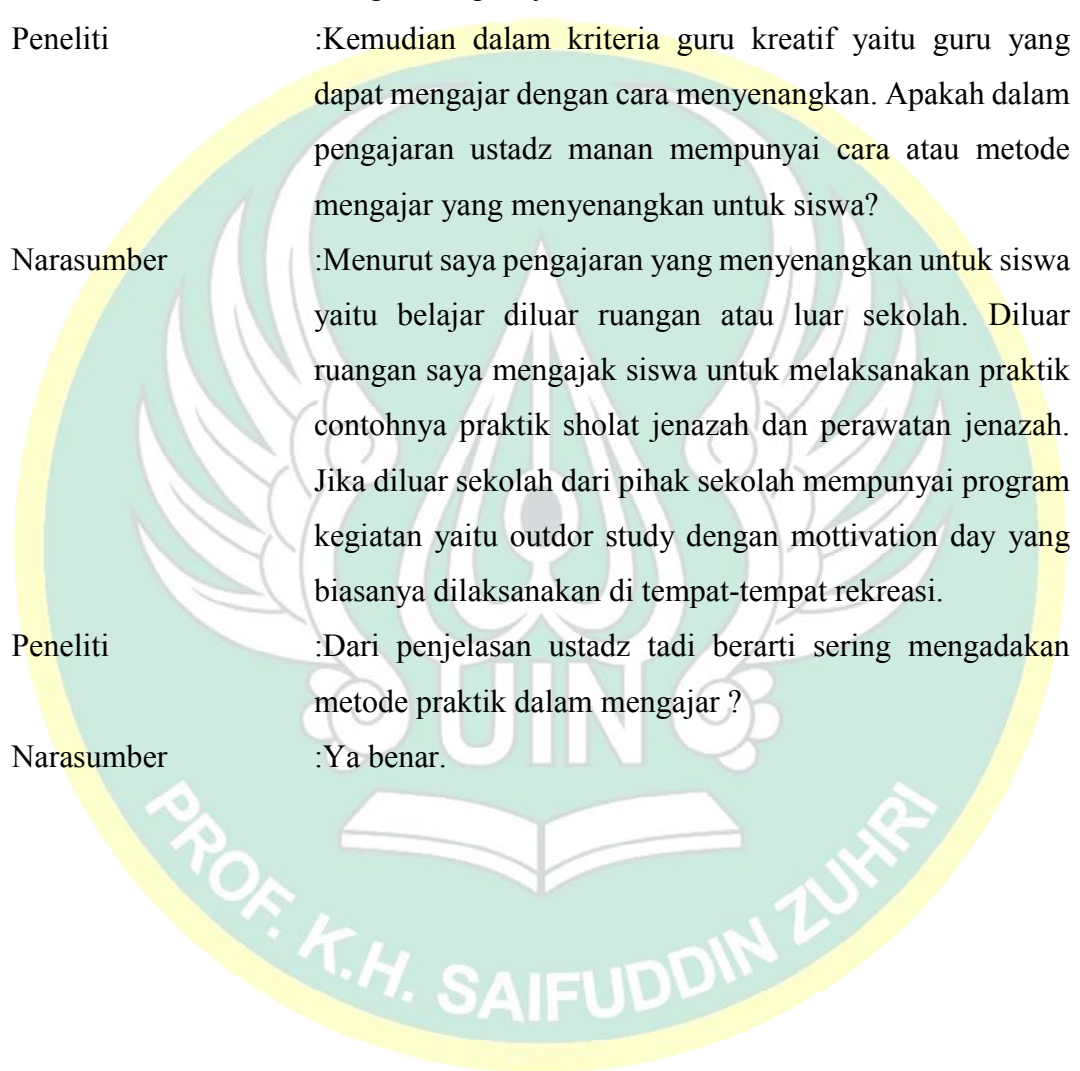 Peneliti :Kemudian dalam kriteria guru kreatif yaitu guru yang
dapat mengajar dengan cara menyenangkan. Apakah dalam
pengajaran ustadz manan mempunyai cara atau metode
mengajar yang menyenangkan untuk siswa?
Narasumber :Menurut saya pengajaran yang menyenangkan untuk siswa
yaitu belajar diluar ruangan atau luar sekolah. Diluar
ruangan saya mengajak siswa untuk melaksanakan praktik
contohnya praktik sholat jenazah dan perawatan jenazah.
Jika diluar sekolah dari pihak sekolah mempunyai program
kegiatan yaitu outdor study dengan mottivation day yang
biasanya dilaksanakan di tempat-tempat rekreasi.
Peneliti :Dari penjelasan ustadz tadi berarti sering mengadakan
metode praktik dalam mengajar ?
Narasumber :Ya benar.
UIN
PROF. K.H. SAIFUDDIN ZUHRI